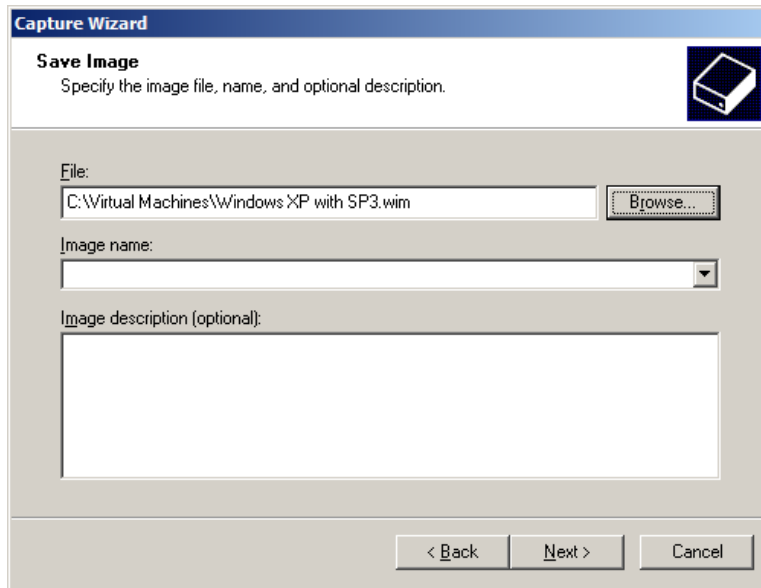 Capture Wizard
Save Image
Specify the image file, name, and optional description.
File:
C:\Virtual Machines\Windows XP with SP3.wim
Browse...
Image name:
Image description (optional):
< Back
Next >
Cancel